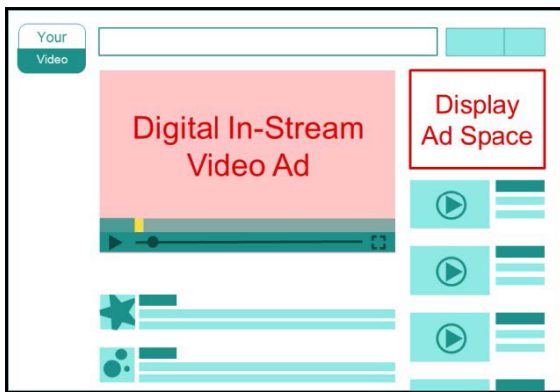 Your
Video
Digital In-Stream
Video Ad
Display
Ad Space